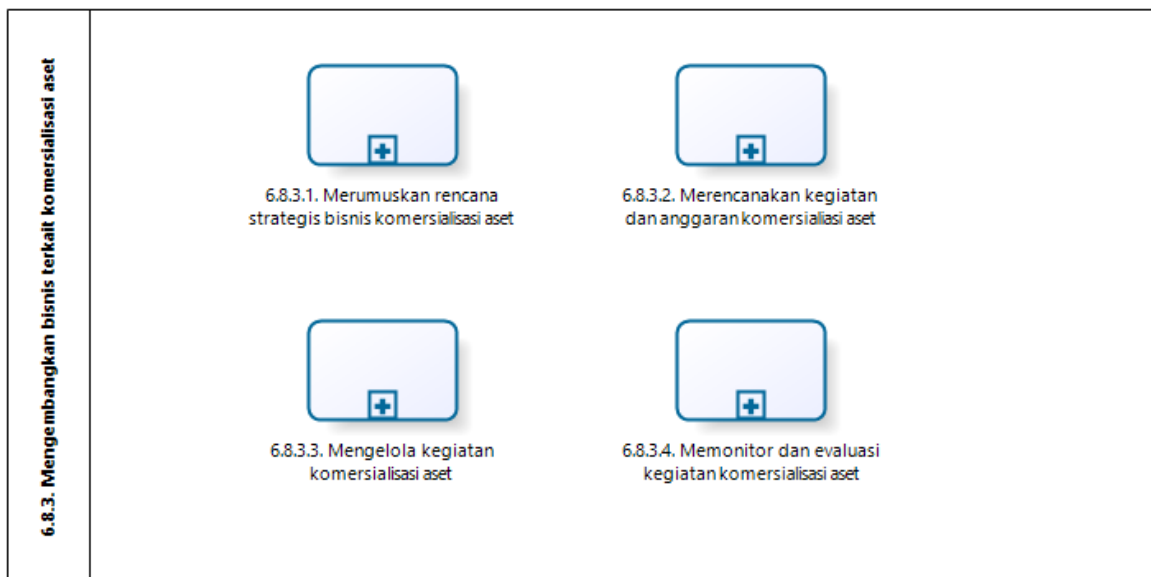 6.8.3. Mengembangkan bisnis terkait komersialisasi aset
6.8.3.1. Merumuskan rencana
strategis bisnis komersialisasi aset
6.8.3.2. Merencanakan kegiatan
dan anggaran komersialiasi aset
6.8.3.3. Mengelola kegiatan
komersialisasi aset
6.8.3.4. Memonitor dan evaluasi
kegiatan komersialisasi aset